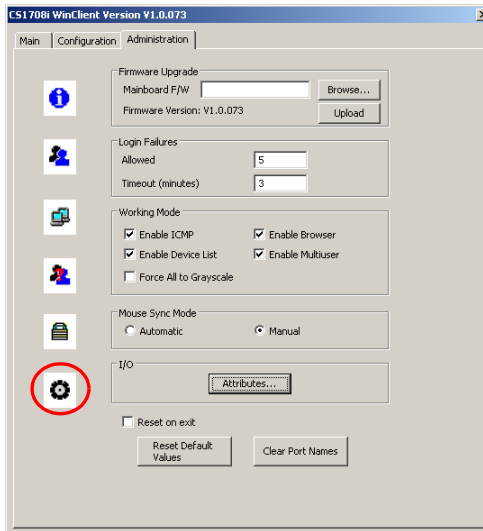 CS1708i WinClient Version V1.0.073
Main Configuration Administration
Firmware Upgrade
Mainboard F/W Browse...
Firmware Version: V1.0.073 Upload
Login Failures
Allowed 5
Timeout (minutes) 3
Working Mode
Enable ICMP Enable Browser
Enable Device List Enable Multiuser
Force All to Grayscale
Mouse Sync Mode
Automatic Manual
I/O
Attributes...
Reset on exit
Reset Default
Values
Clear Port Names